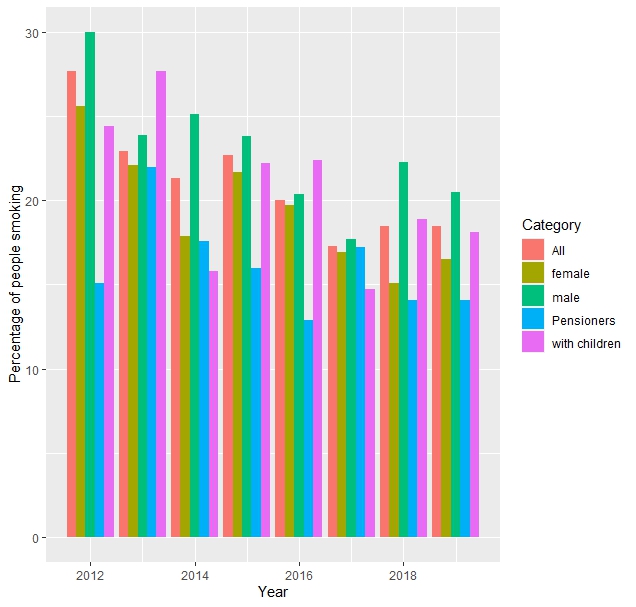 Percentage of people smoking
30
20
10
0
2012
2014
2016
2018
Year
Category
All
female
male
Pensioners
with children